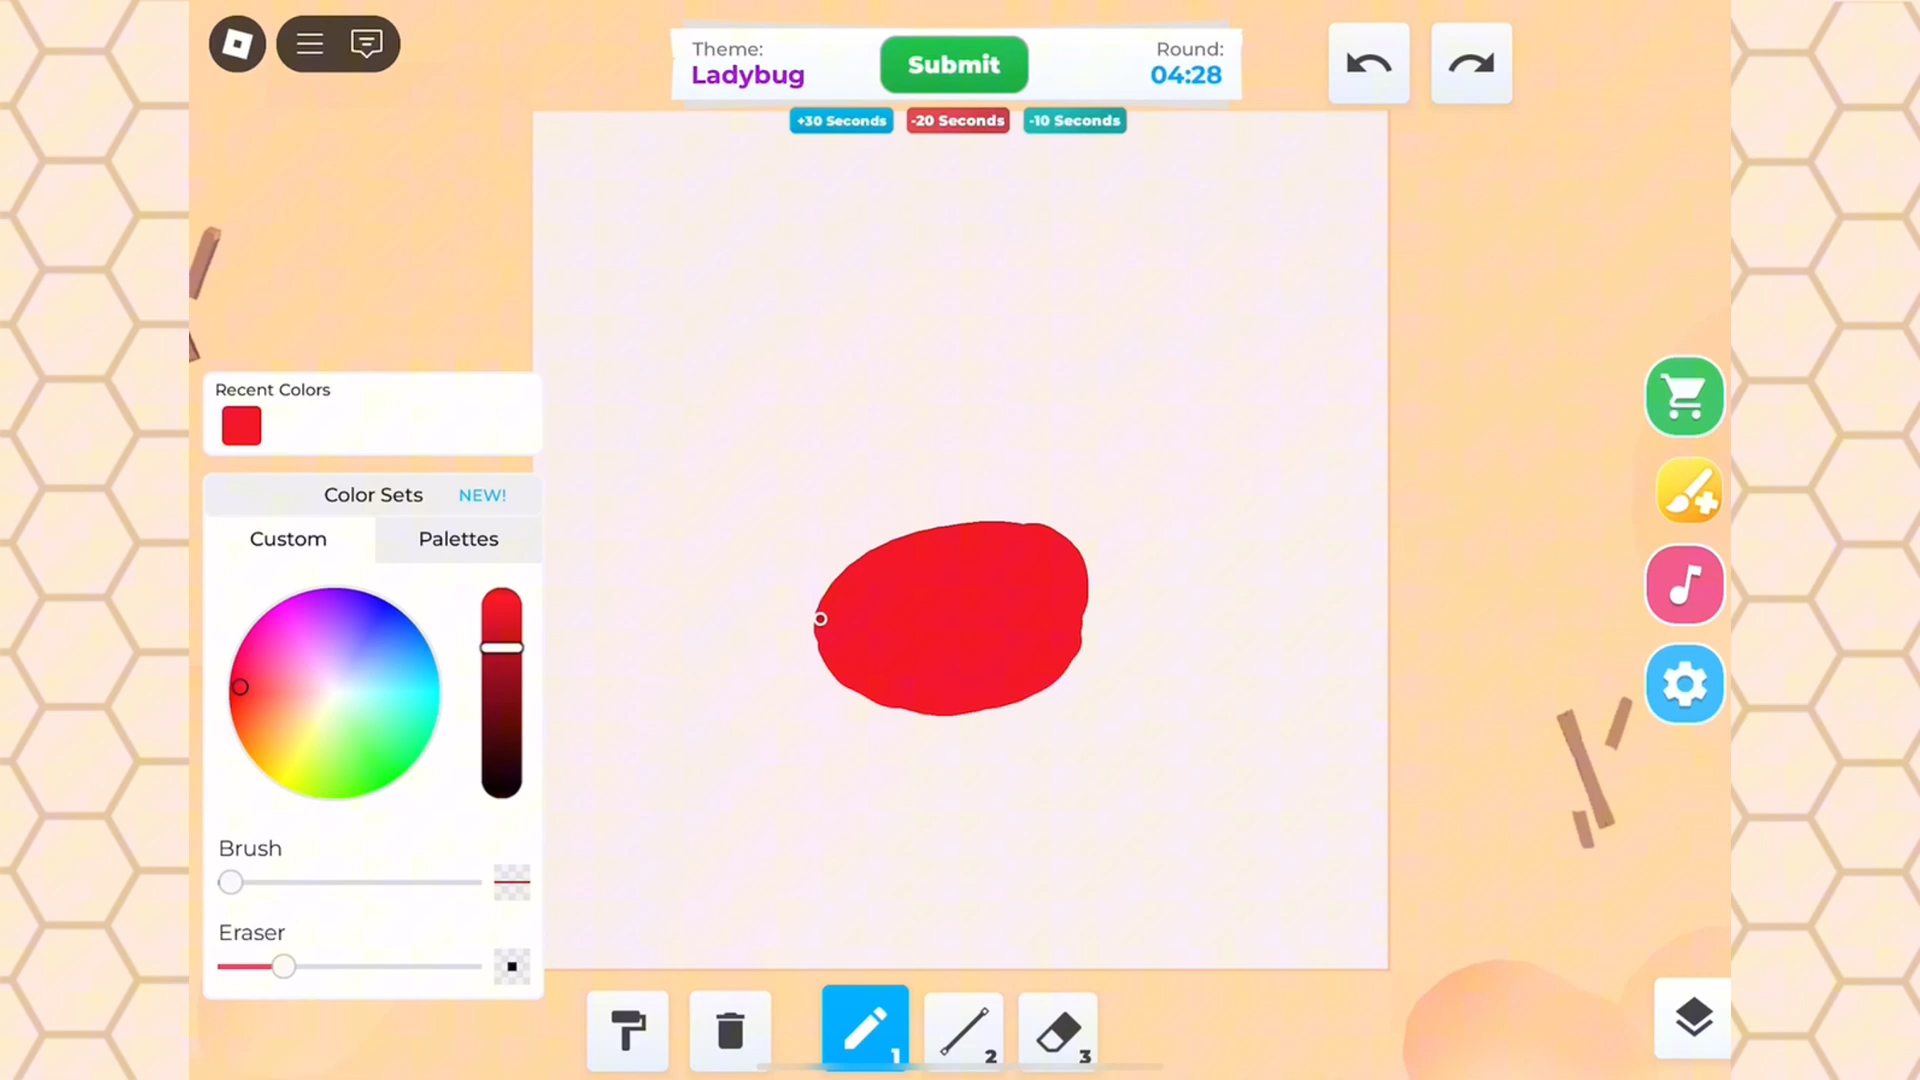 Theme:
Ladybug
Submit
Round:
04:28
+30 Seconds
-20 Seconds
-10 Seconds
Recent Colors
Color Sets NEW!
Custom
Palettes
Brush
Eraser
1
2
3